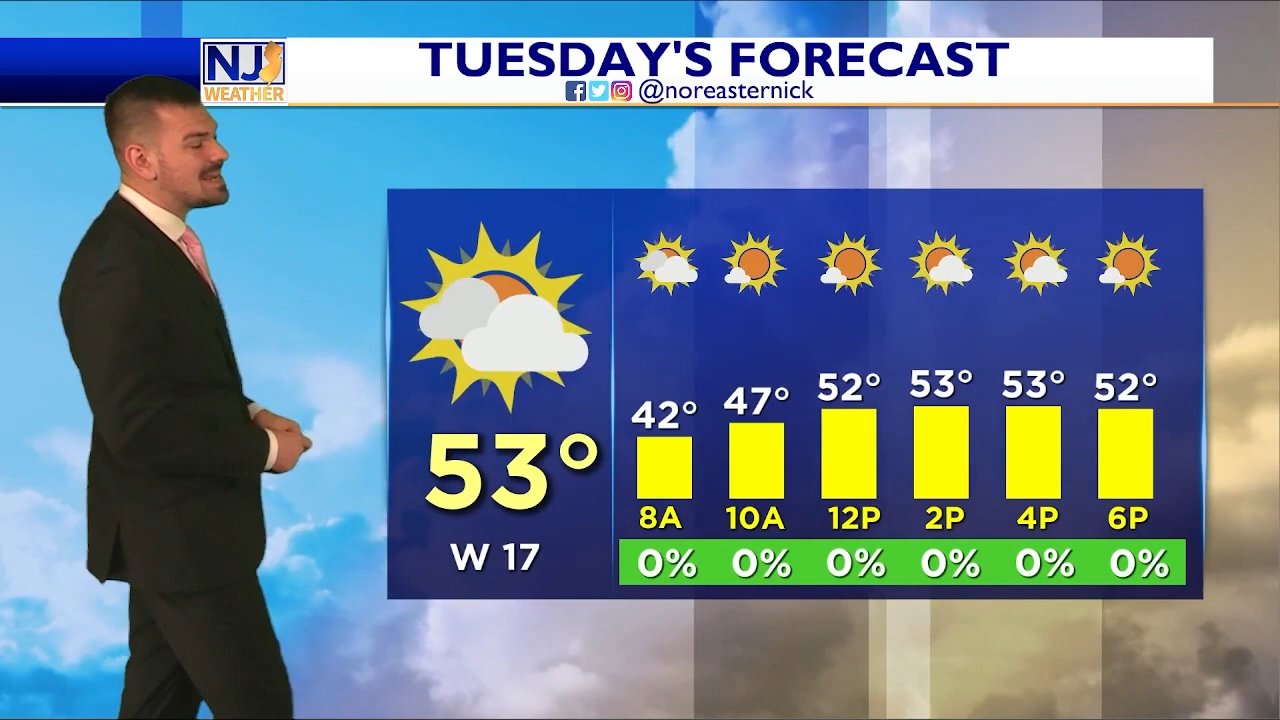 NJ
WEATHER
TUESDAY'S FORECAST
@noreasternick
53°
W 17
42° 47° 52° 53° 53° 52°
8A 10A 12P 2P 4P 6P
0% 0% 0% 0% 0% 0%